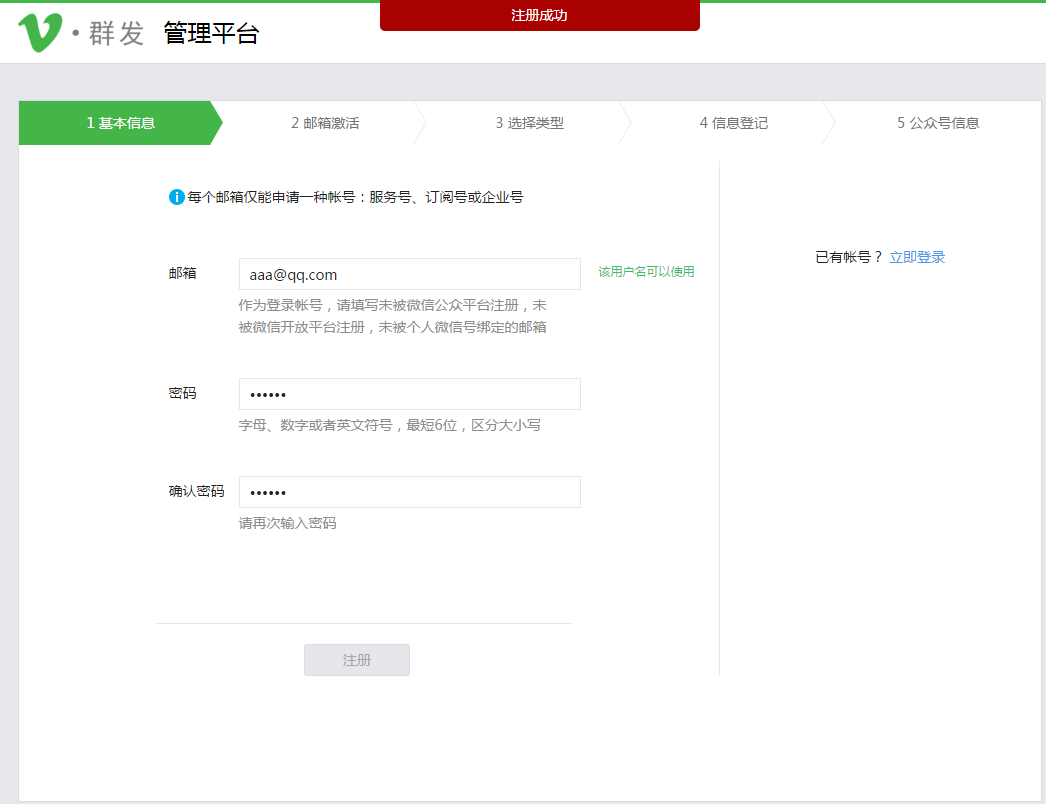 注册成功
·群发 管理平台
1 基本信息
2 邮箱激活
3 选择类型
4 信息登记
5 公众号信息
每个邮箱仅能申请一种帐号：服务号、订阅号或企业号
已有帐号？ 立即登录
邮箱
aaa@qq.com
该用户名可以使用
作为登录帐号，请填写未被微信公众平台注册，未
被微信开放平台注册，未被个人微信号绑定的邮箱
密码
••••••
字母、数字或者英文符号，最短6位，区分大小写
确认密码
••••••
请再次输入密码
注册